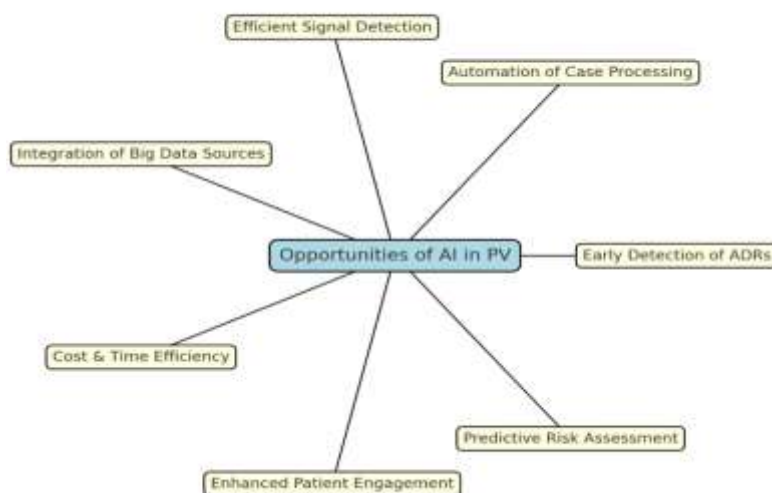 Efficient Signal Detection
Automation of Case Processing
Integration of Big Data Sources
Opportunities of AI in PV
Early Detection of ADRs
Cost & Time Efficiency
Predictive Risk Assessment
Enhanced Patient Engagement